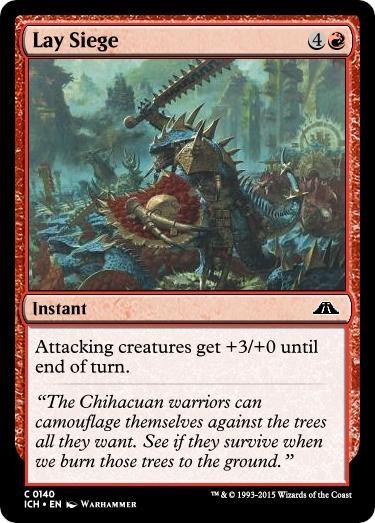 Lay Siege 4
Instant
Attacking creatures get +3/+0 until
end of turn.
“The Chihacuan warriors can
camouflage themselves against the trees
all they want. See if they survive when
we burn those trees to the ground.”
C 0140
ICH • EN Warhammer ™ & © 1993-2015 Wizards of the Coast